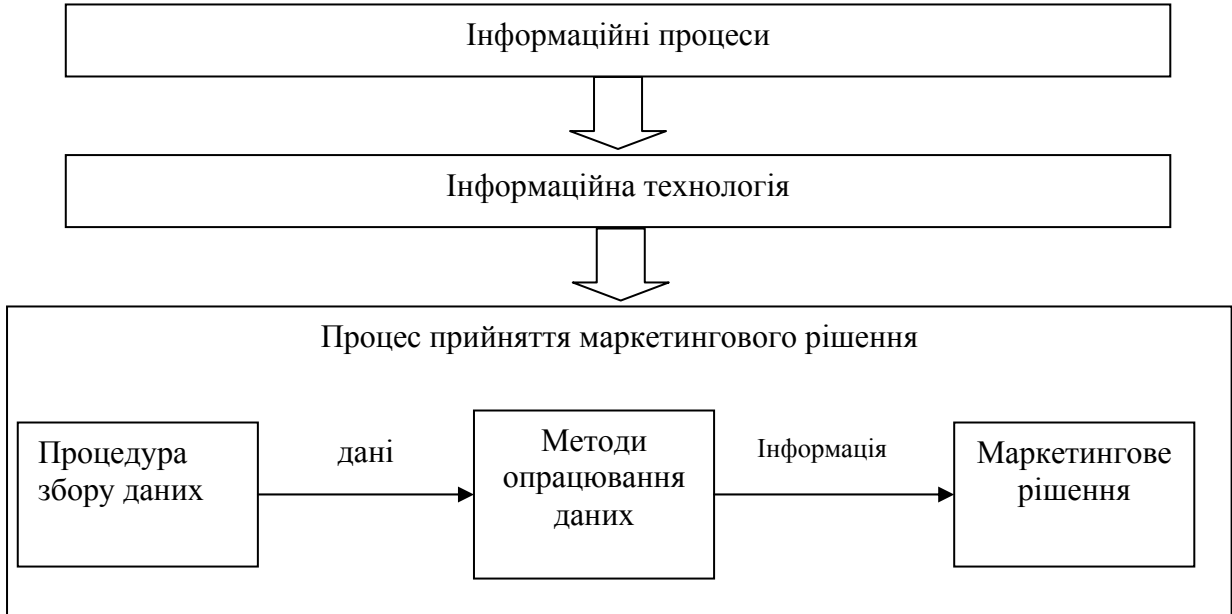 Інформаційні процеси
Інформаційна технологія
Процес прийняття маркетингового рішення
Процедура
збору даних
дані
Методи
опрацювання
даних
Інформація
Маркетингове
рішення